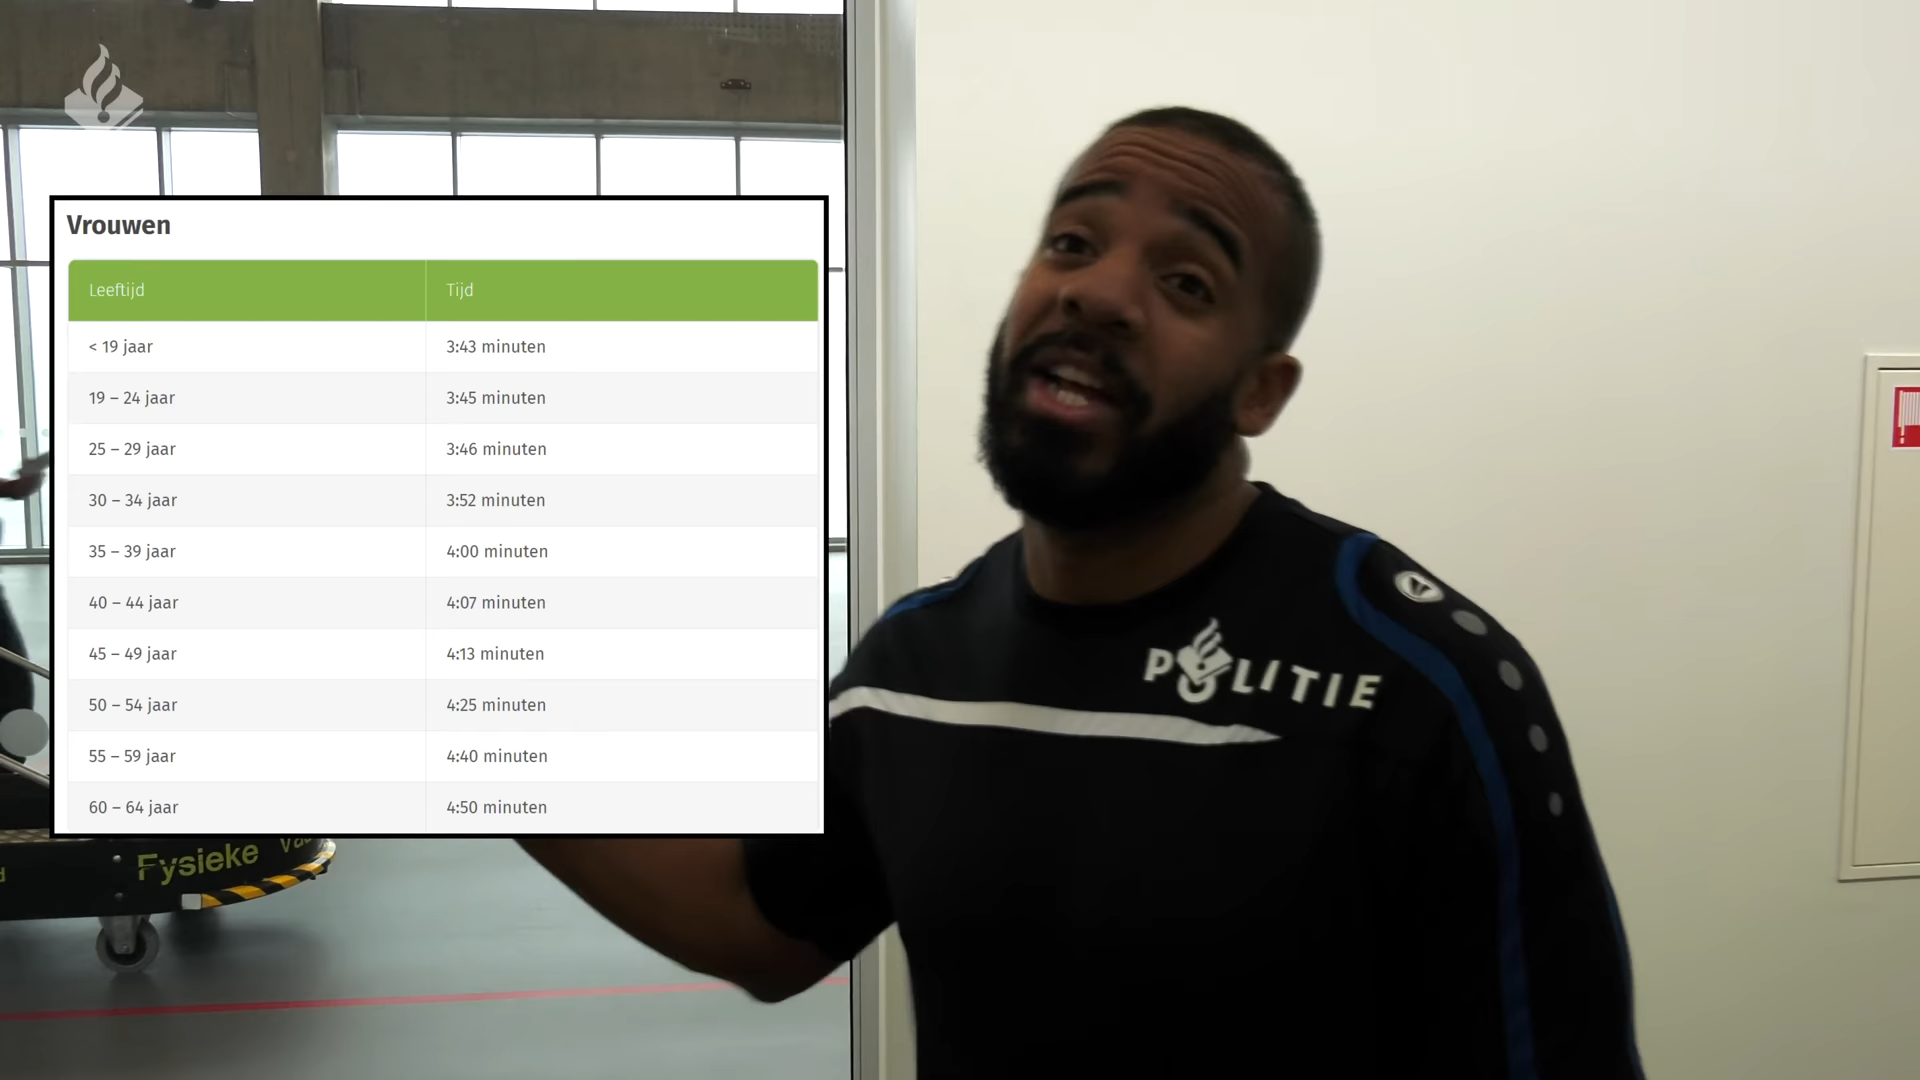 Vrouwen
Leeftijd Tijd
< 19 jaar 3:43 minuten
19 – 24 jaar 3:45 minuten
25 – 29 jaar 3:46 minuten
30 – 34 jaar 3:52 minuten
35 – 39 jaar 4:00 minuten
40 – 44 jaar 4:07 minuten
45 – 49 jaar 4:13 minuten
50 – 54 jaar 4:25 minuten
55 – 59 jaar 4:40 minuten
60 – 64 jaar 4:50 minuten
POLITIE
Fysieke